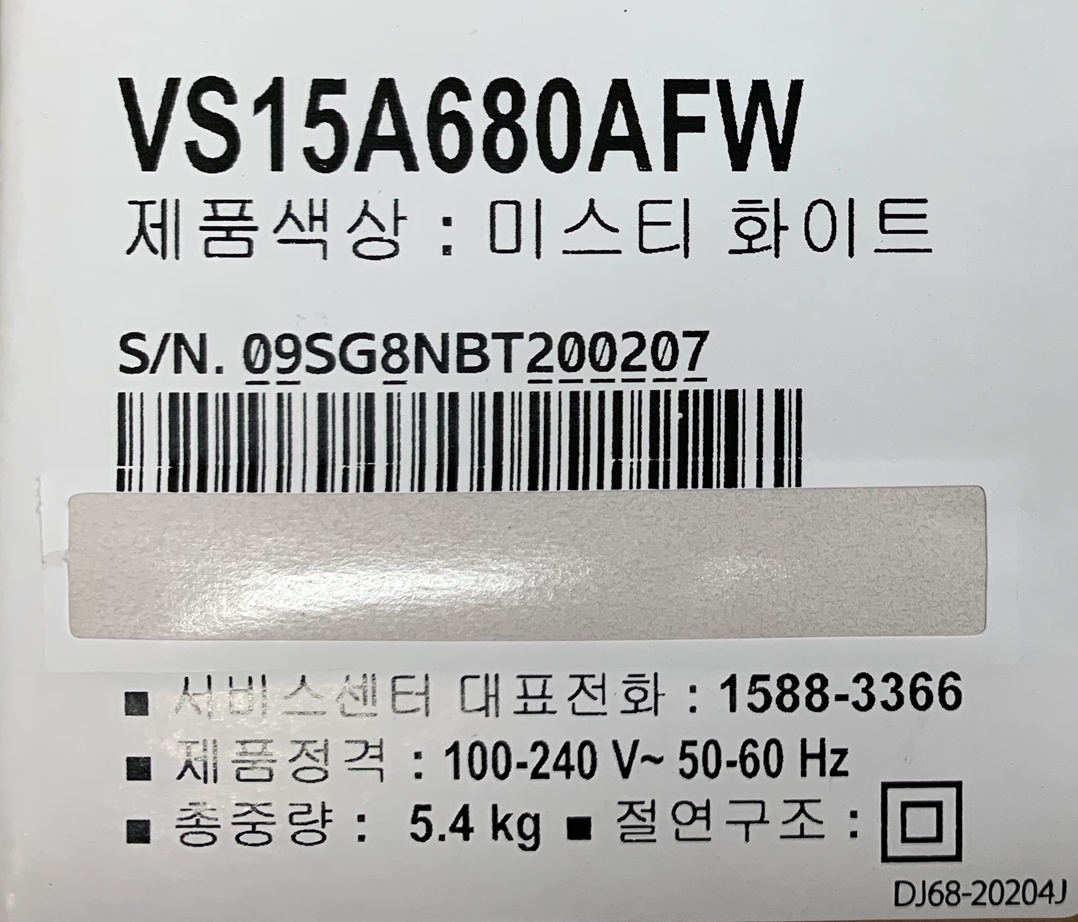 VS15A680AFW
제품색상 : 미스티 화이트
S/N. 09SG8NBT200207
■ 서비스센터 대표전화 : 1588-3366
■ 제품정격 : 100-240 V~ 50-60 Hz
■ 총중량 : 5.4 kg ■ 절연구조 :
DJ68-20204J